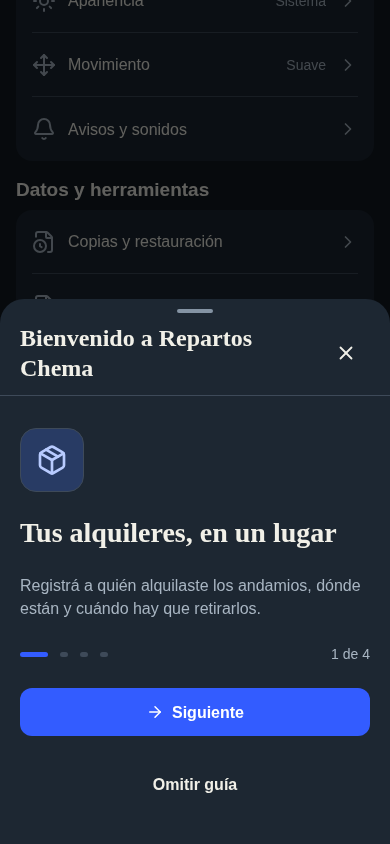 Apariencia
Sistema
Movimiento
Suave
Avisos y sonidos
Datos y herramientas
Copias y restauración
Bienvenido a Repartos
Chema
Tus alquileres, en un lugar
Registrá a quién alquilaste los andamios, dónde
están y cuándo hay que retirarlos.
1 de 4
Siguiente
Omitir guía